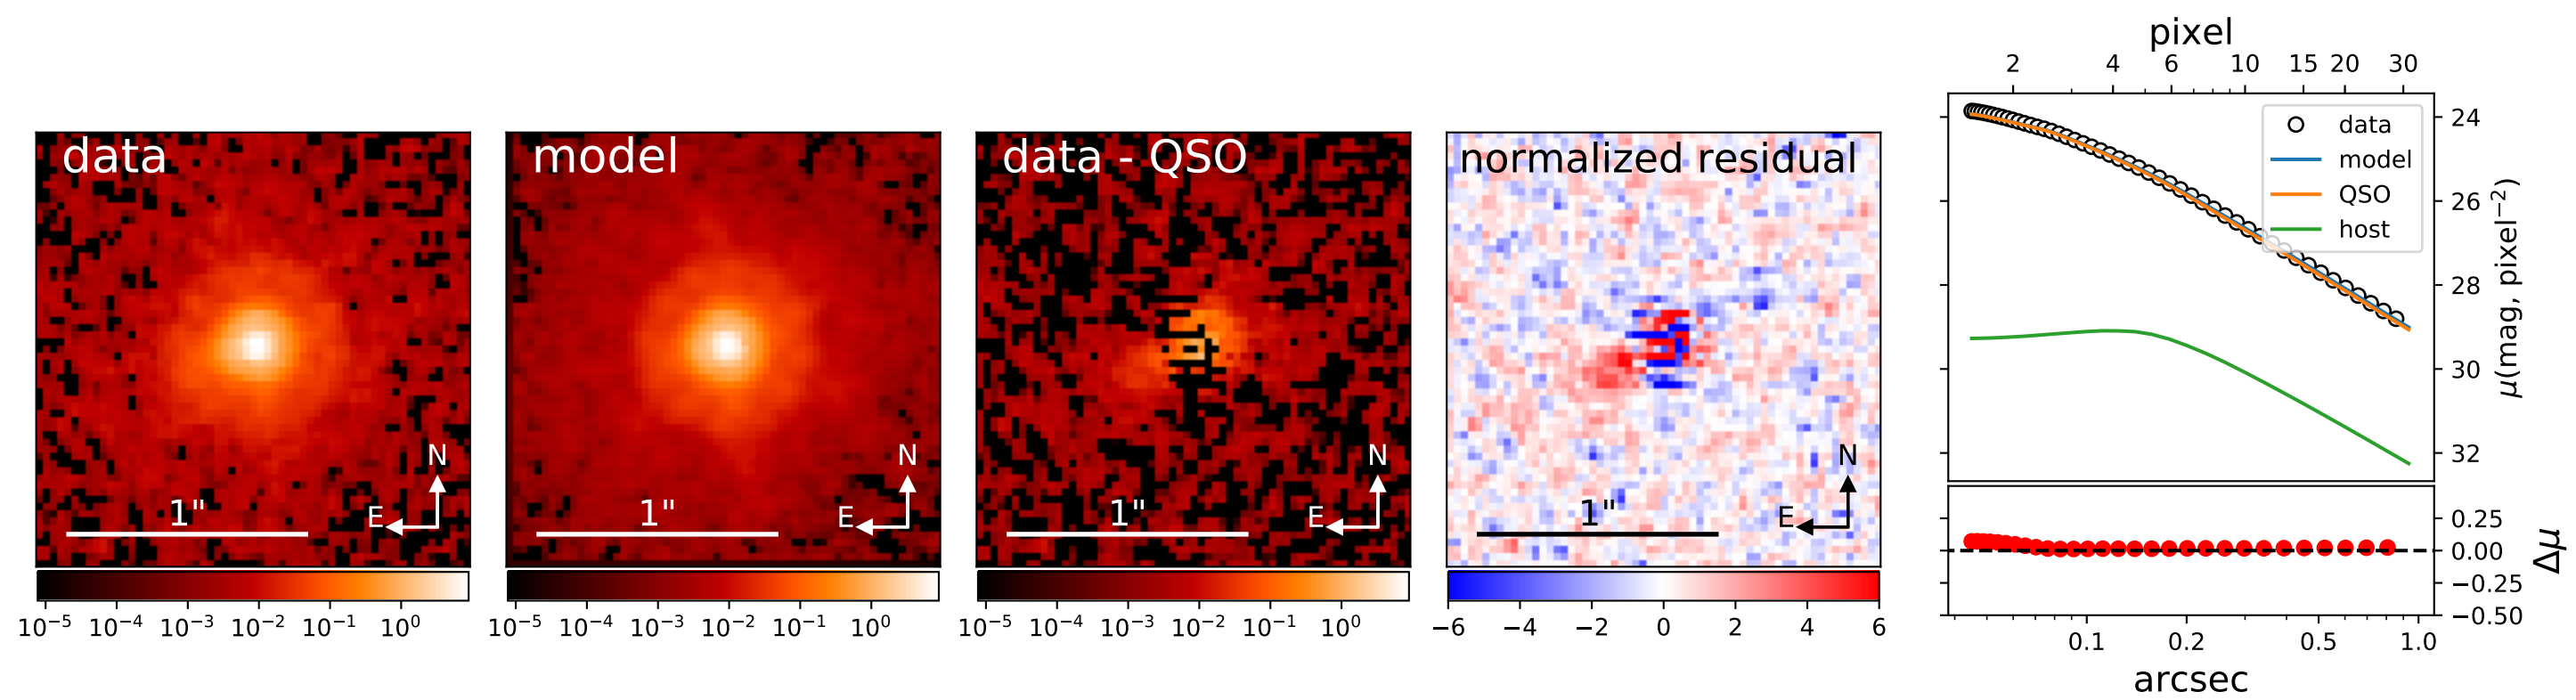 data
N
E
1"
10⁻⁵ 10⁻⁴ 10⁻³ 10⁻² 10⁻¹ 10⁰
model
N
E
1"
10⁻⁵ 10⁻⁴ 10⁻³ 10⁻² 10⁻¹ 10⁰
data - QSO
N
E
1"
10⁻⁵ 10⁻⁴ 10⁻³ 10⁻² 10⁻¹ 10⁰
normalized residual
N
E
1"
−6 −4 −2 0 2 4 6
pixel
2 4 6 10 15 20 30
data
model
QSO
host
24
26
28
30
32
μ(mag, pixel⁻²)
0.25
0.00
−0.25
−0.50
Δμ
0.1 0.2 0.5 1.0
arcsec